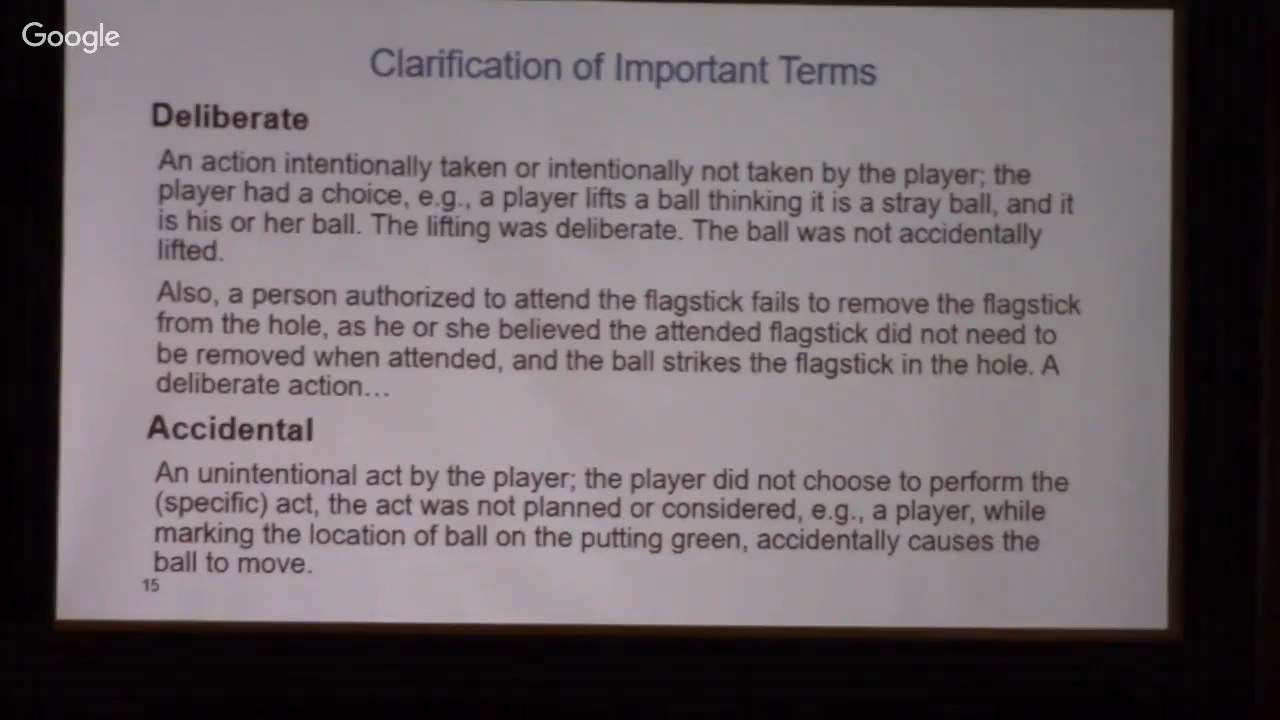 Google
Clarification of Important Terms
Deliberate
An action intentionally taken or intentionally not taken by the player; the
player had a choice, e.g., a player lifts a ball thinking it is a stray ball, and it
is his or her ball. The lifting was deliberate. The ball was not accidentally
lifted.
Also, a person authorized to attend the flagstick fails to remove the flagstick
from the hole, as he or she believed the attended flagstick did not need to
be removed when attended, and the ball strikes the flagstick in the hole. A
deliberate action…
Accidental
An unintentional act by the player; the player did not choose to perform the
(specific) act, the act was not planned or considered, e.g., a player, while
marking the location of ball on the putting green, accidentally causes the
ball to move.
15